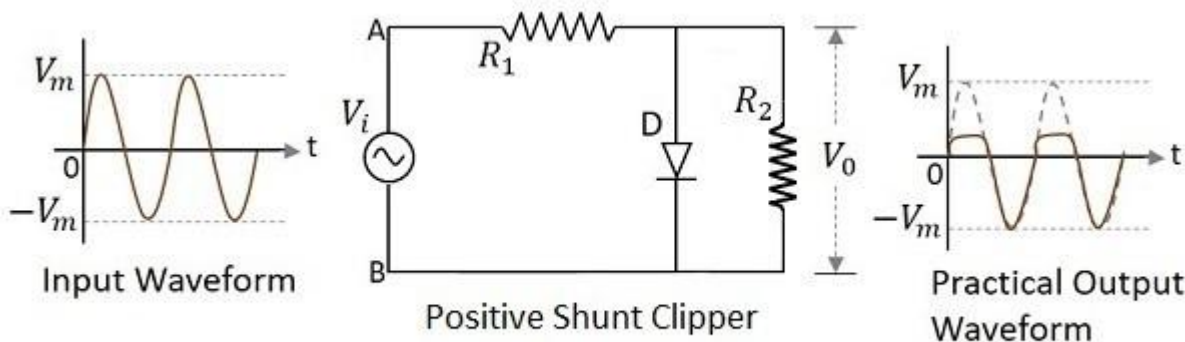 V_m
0
t
−V_m
Input Waveform
A
R_1
V_i
D
R_2
V_0
B
Positive Shunt Clipper
V_m
0
t
−V_m
Practical Output
Waveform